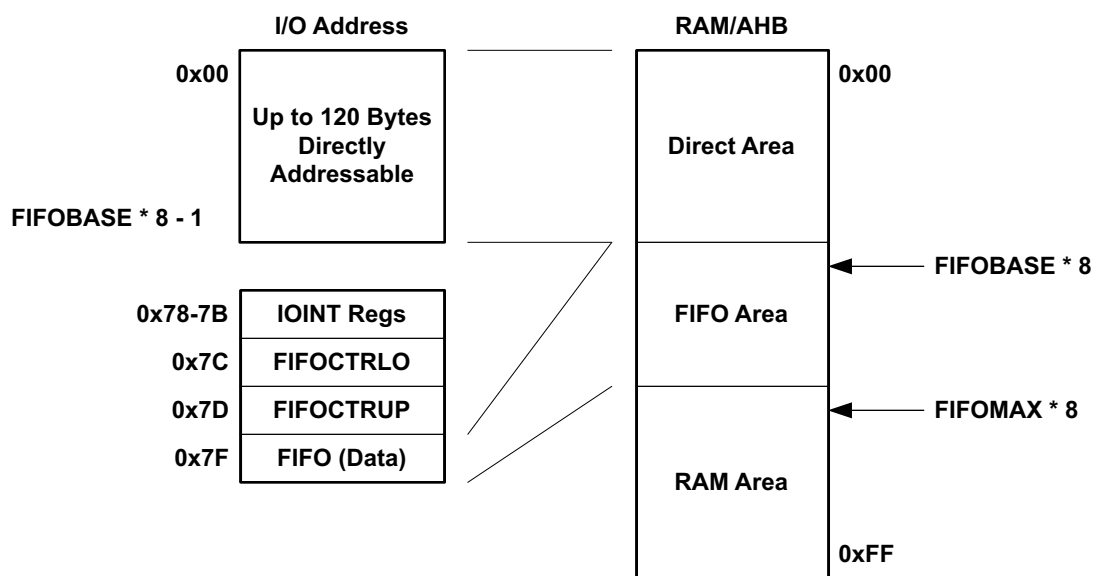 I/O Address
0x00
Up to 120 Bytes
Directly
Addressable
FIFOBASE * 8 - 1
0x78-7B
IOINT Regs
0x7C
FIFOCTRLO
0x7D
FIFOCTRUP
0x7F
FIFO (Data)
RAM/AHB
0x00
Direct Area
FIFOBASE * 8
FIFO Area
FIFOMAX * 8
RAM Area
0xFF